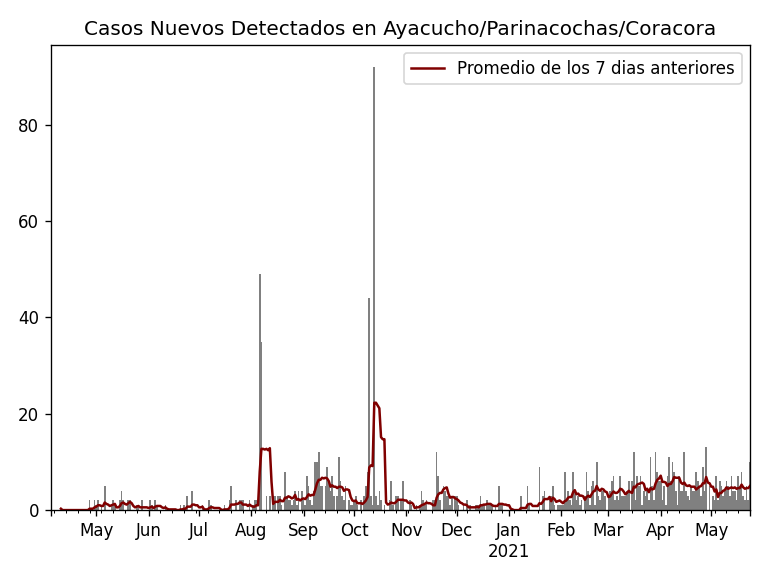 Casos Nuevos Detectados en Ayacucho/Parinacochas/Coracora
Promedio de los 7 dias anteriores
80
60
40
20
0
May Jun Jul Aug Sep Oct Nov Dec Jan Feb Mar Apr May
2021